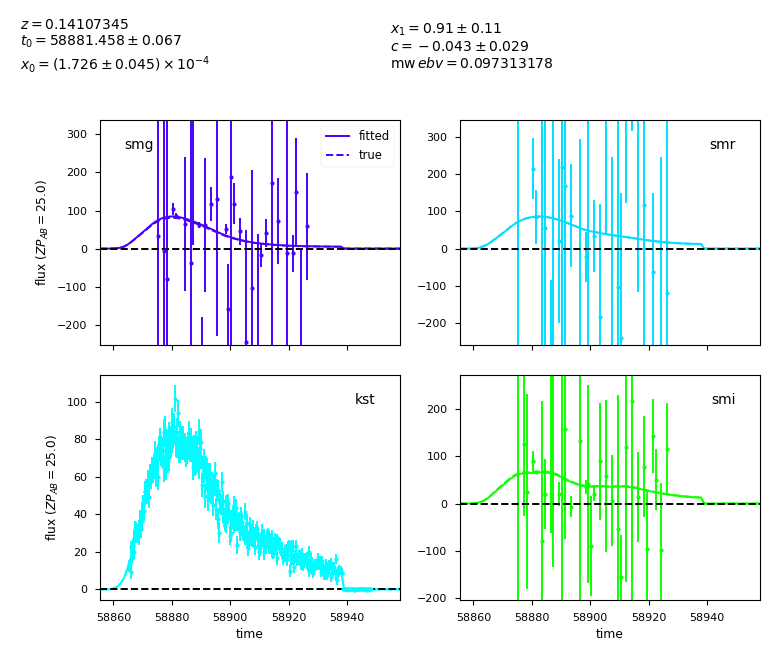 z = 0.14107345
t₀ = 58881.458 ± 0.067
x₀ = (1.726 ± 0.045) × 10⁻⁴
x₁ = 0.91 ± 0.11
c = −0.043 ± 0.029
mw ebv = 0.097313178
smg
fitted
true
300
200
100
0
−100
−200
flux (ZP_AB = 25.0)
smr
300
200
100
0
−100
−200
kst
100
80
60
40
20
0
flux (ZP_AB = 25.0)
58860 58880 58900 58920 58940
time
smi
200
100
0
−100
−200
58860 58880 58900 58920 58940
time